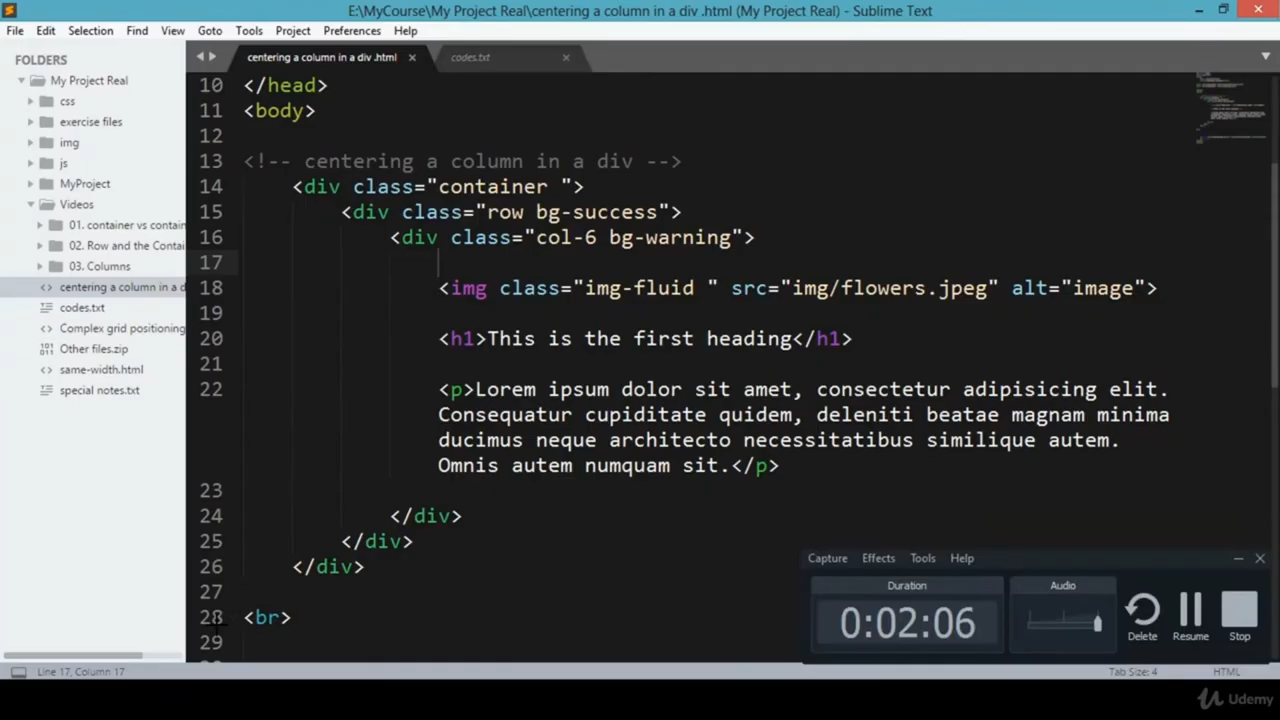 E:\MyCourse\My Project Real\centering a column in a div .html (My Project Real) - Sublime Text
File Edit Selection Find View Goto Tools Project Preferences Help
FOLDERS
My Project Real
css
exercise files
img
js
MyProject
Videos
01. container vs contain
02. Row and the Conta
03. Columns
centering a column in a d
codes.txt
Complex grid positioning
Other files.zip
same-width.html
special notes.txt
centering a column in a div .html codes.txt
10 </head>
11 <body>
12
13 <!-- centering a column in a div -->
14 <div class="container ">
15 <div class="row bg-success">
16 <div class="col-6 bg-warning">
17
18 <img class="img-fluid " src="img/flowers.jpeg" alt="image">
19
20 <h1>This is the first heading</h1>
21
22 <p>Lorem ipsum dolor sit amet, consectetur adipisicing elit.
Consequatur cupiditate quidem, deleniti beatae magnam minima
ducimus neque architecto necessitatibus similique autem.
Omnis autem numquam sit.</p>
23
24 </div>
25 </div>
26 </div>
27
28 <br>
29
Capture Effects Tools Help
Duration Audio
0:02:06
Delete Resume Stop
Line 17, Column 17 Tab Size: 4 HTML
Udemy